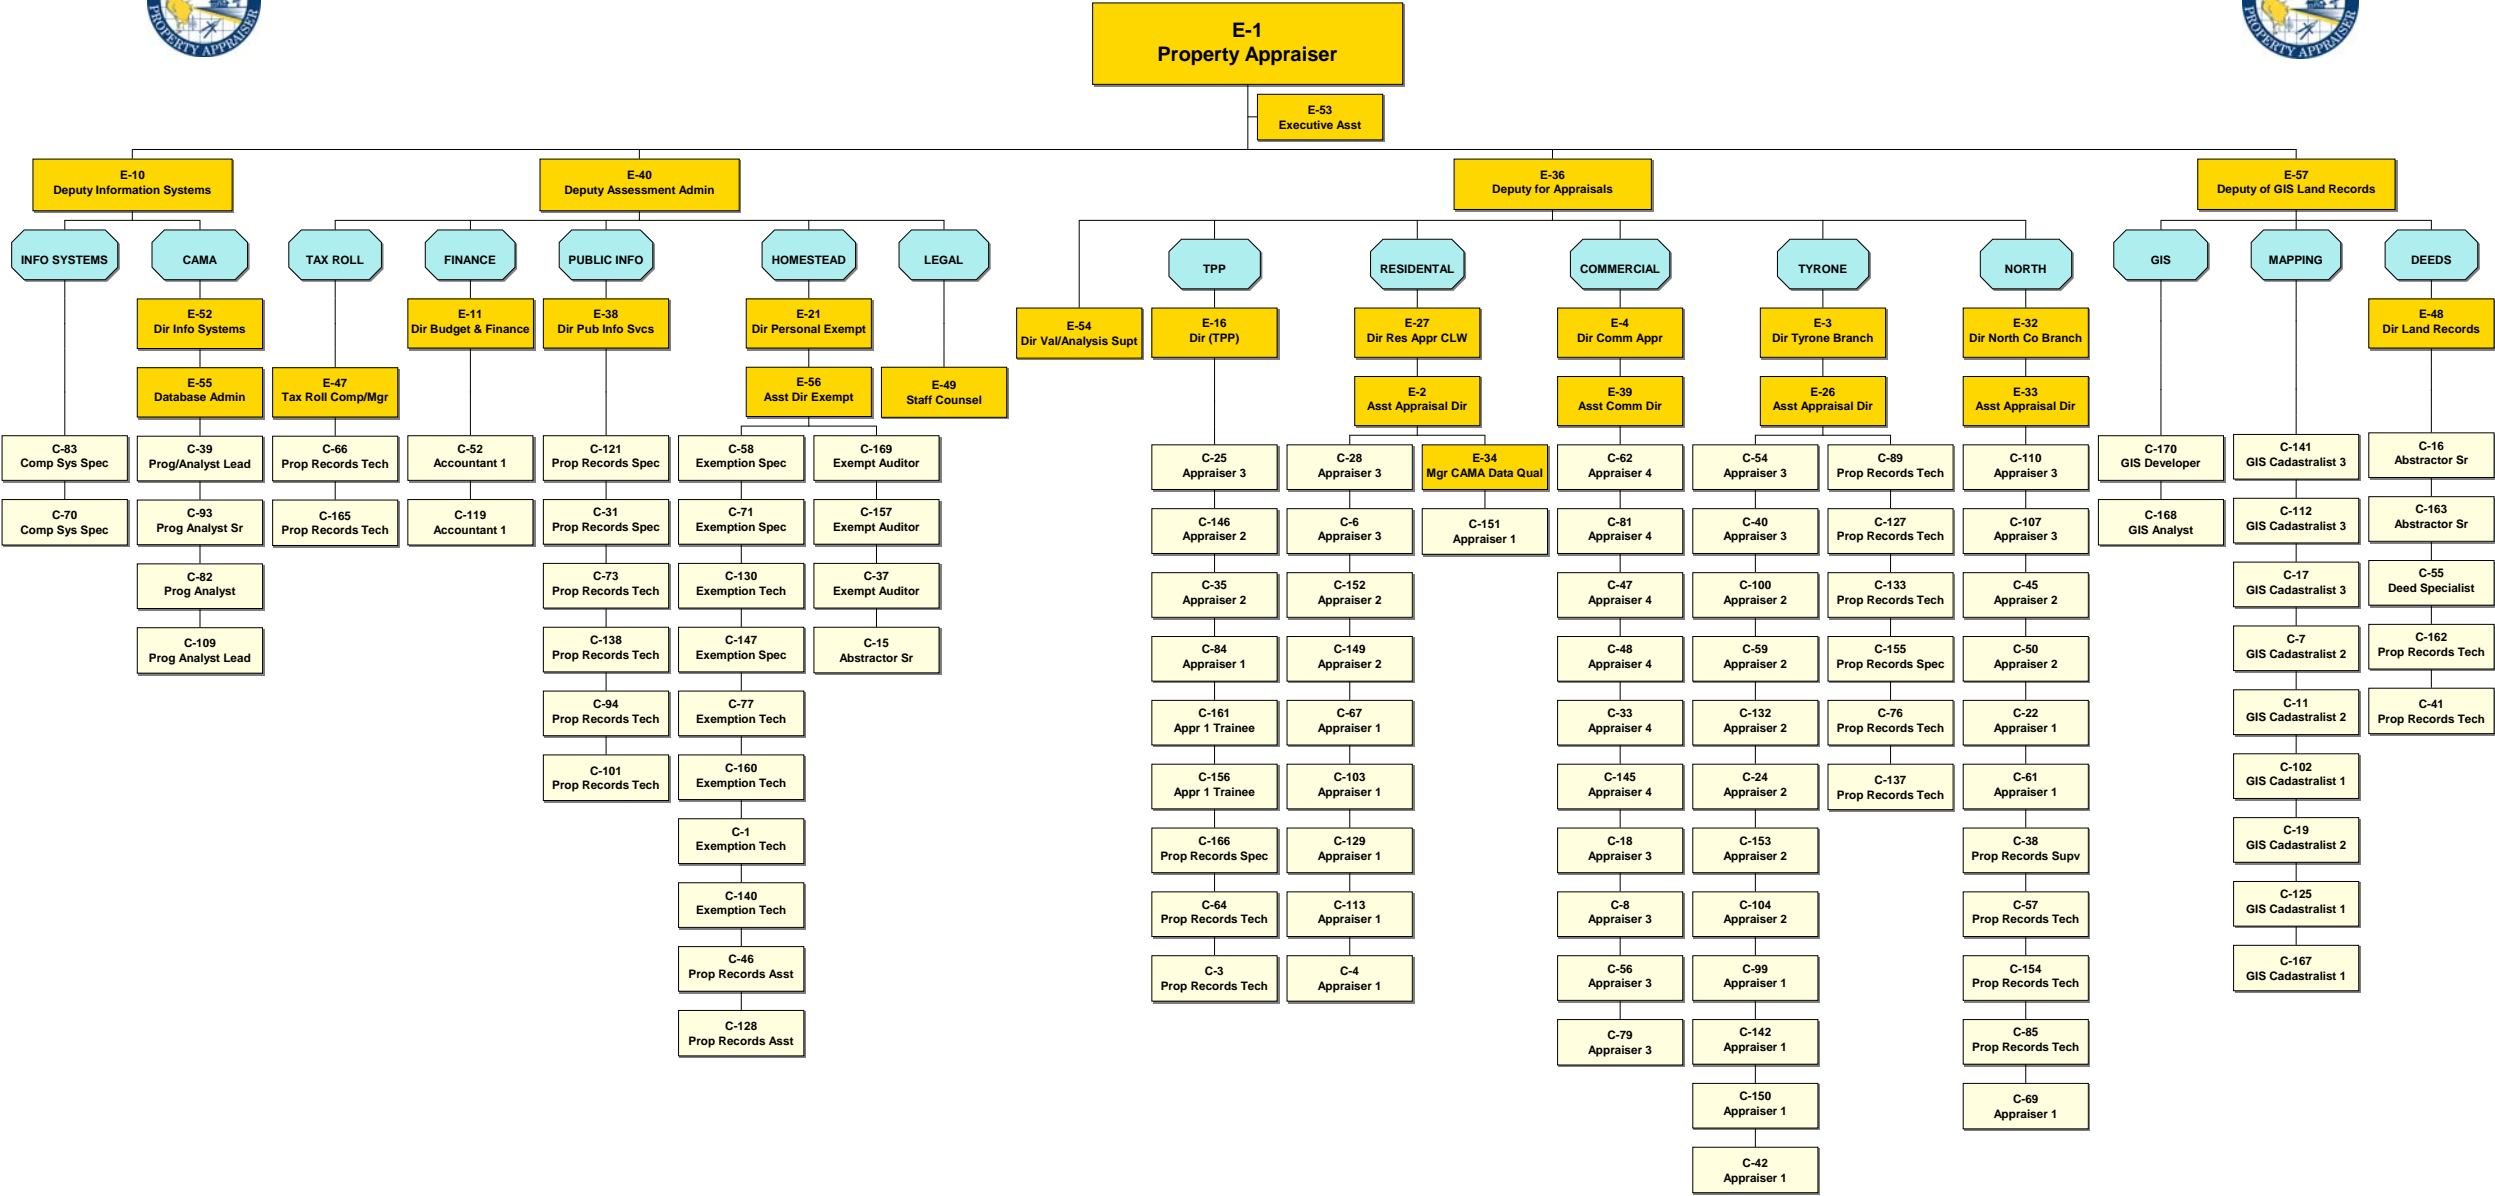 PROPERTY APPRAISER
PROPERTY APPRAISER
E-1
Property Appraiser
E-53
Executive Asst
E-10
Deputy Information Systems
E-40
Deputy Assessment Admin
E-36
Deputy for Appraisals
E-57
Deputy of GIS Land Records
INFO SYSTEMS
C-83
Comp Sys Spec
C-70
Comp Sys Spec
CAMA
E-52
Dir Info Systems
E-55
Database Admin
C-39
Prog/Analyst Lead
C-93
Prog Analyst Sr
C-82
Prog Analyst
C-109
Prog Analyst Lead
TAX ROLL
E-47
Tax Roll Comp/Mgr
C-66
Prop Records Tech
C-165
Prop Records Tech
FINANCE
E-11
Dir Budget & Finance
C-52
Accountant 1
C-119
Accountant 1
PUBLIC INFO
E-38
Dir Pub Info Svcs
C-121
Prop Records Spec
C-31
Prop Records Spec
C-73
Prop Records Tech
C-138
Prop Records Tech
C-94
Prop Records Tech
C-101
Prop Records Tech
HOMESTEAD
E-21
Dir Personal Exempt
E-56
Asst Dir Exempt
C-58
Exemption Spec
C-71
Exemption Spec
C-130
Exemption Tech
C-147
Exemption Spec
C-77
Exemption Tech
C-160
Exemption Tech
C-1
Exemption Tech
C-140
Exemption Tech
C-46
Prop Records Asst
C-128
Prop Records Asst
C-169
Exempt Auditor
C-157
Exempt Auditor
C-37
Exempt Auditor
C-15
Abstractor Sr
LEGAL
E-49
Staff Counsel
E-54
Dir Val/Analysis Supt
TPP
E-16
Dir (TPP)
C-25
Appraiser 3
C-146
Appraiser 2
C-35
Appraiser 2
C-84
Appraiser 1
C-161
Appr 1 Trainee
C-156
Appr 1 Trainee
C-166
Prop Records Spec
C-64
Prop Records Tech
C-3
Prop Records Tech
RESIDENTAL
E-27
Dir Res Appr CLW
E-2
Asst Appraisal Dir
C-28
Appraiser 3
C-6
Appraiser 3
C-152
Appraiser 2
C-149
Appraiser 2
C-67
Appraiser 1
C-103
Appraiser 1
C-129
Appraiser 1
C-113
Appraiser 1
C-4
Appraiser 1
E-34
Mgr CAMA Data Qual
C-151
Appraiser 1
COMMERCIAL
E-4
Dir Comm Appr
E-39
Asst Comm Dir
C-62
Appraiser 4
C-81
Appraiser 4
C-47
Appraiser 4
C-48
Appraiser 4
C-33
Appraiser 4
C-145
Appraiser 4
C-18
Appraiser 3
C-8
Appraiser 3
C-56
Appraiser 3
C-79
Appraiser 3
TYRONE
E-3
Dir Tyrone Branch
E-26
Asst Appraisal Dir
C-54
Appraiser 3
C-40
Appraiser 3
C-100
Appraiser 2
C-59
Appraiser 2
C-132
Appraiser 2
C-24
Appraiser 2
C-153
Appraiser 2
C-104
Appraiser 2
C-99
Appraiser 1
C-142
Appraiser 1
C-150
Appraiser 1
C-42
Appraiser 1
C-89
Prop Records Tech
C-127
Prop Records Tech
C-133
Prop Records Tech
C-155
Prop Records Spec
C-76
Prop Records Tech
C-137
Prop Records Tech
NORTH
E-32
Dir North Co Branch
E-33
Asst Appraisal Dir
C-110
Appraiser 3
C-107
Appraiser 3
C-45
Appraiser 2
C-50
Appraiser 2
C-22
Appraiser 1
C-61
Appraiser 1
C-38
Prop Records Supv
C-57
Prop Records Tech
C-154
Prop Records Tech
C-85
Prop Records Tech
C-69
Appraiser 1
GIS
C-170
GIS Developer
C-168
GIS Analyst
MAPPING
C-141
GIS Cadastralist 3
C-112
GIS Cadastralist 3
C-17
GIS Cadastralist 3
C-7
GIS Cadastralist 2
C-11
GIS Cadastralist 2
C-102
GIS Cadastralist 1
C-19
GIS Cadastralist 2
C-125
GIS Cadastralist 1
C-167
GIS Cadastralist 1
DEEDS
E-48
Dir Land Records
C-16
Abstractor Sr
C-163
Abstractor Sr
C-55
Deed Specialist
C-162
Prop Records Tech
C-41
Prop Records Tech